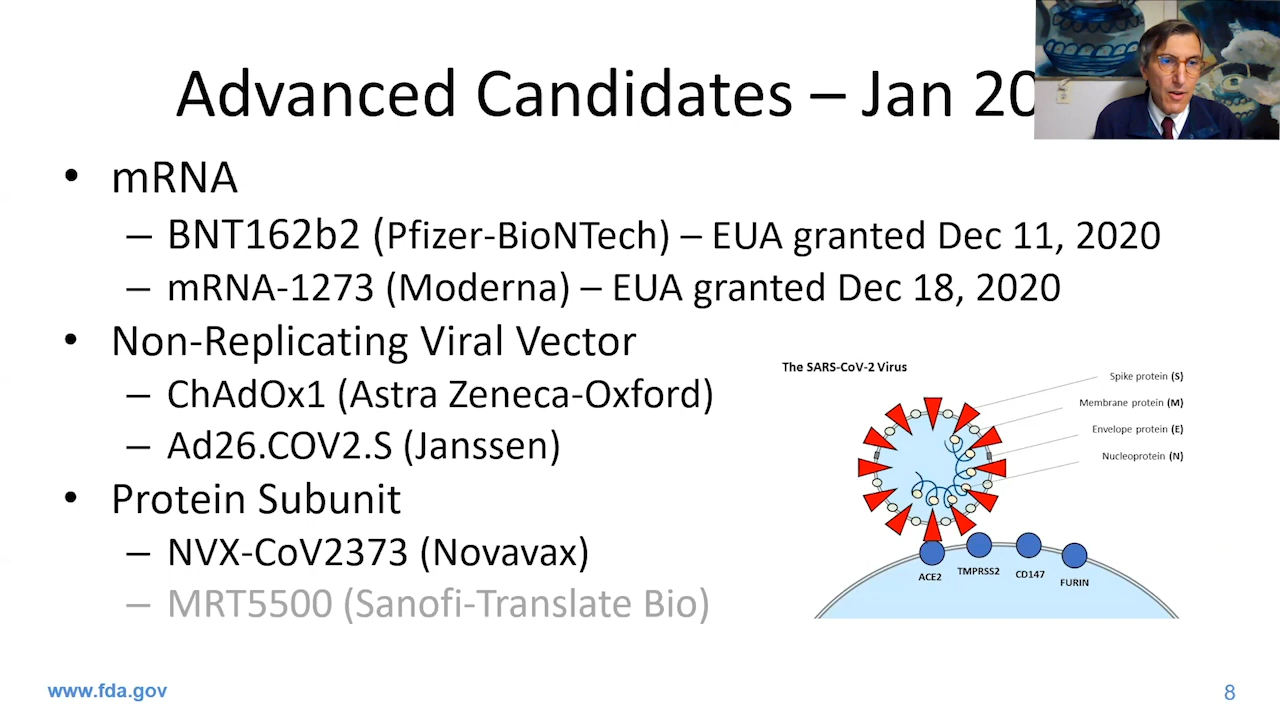 Advanced Candidates – Jan 20
• mRNA
– BNT162b2 (Pfizer-BioNTech) – EUA granted Dec 11, 2020
– mRNA-1273 (Moderna) – EUA granted Dec 18, 2020
• Non-Replicating Viral Vector
– ChAdOx1 (Astra Zeneca-Oxford)
– Ad26.COV2.S (Janssen)
• Protein Subunit
– NVX-CoV2373 (Novavax)
– MRT5500 (Sanofi-Translate Bio)
The SARS-CoV-2 Virus
Spike protein (S)
Membrane protein (M)
Envelope protein (E)
Nucleoprotein (N)
ACE2
TMPRSS2
CD147
FURIN
www.fda.gov
8